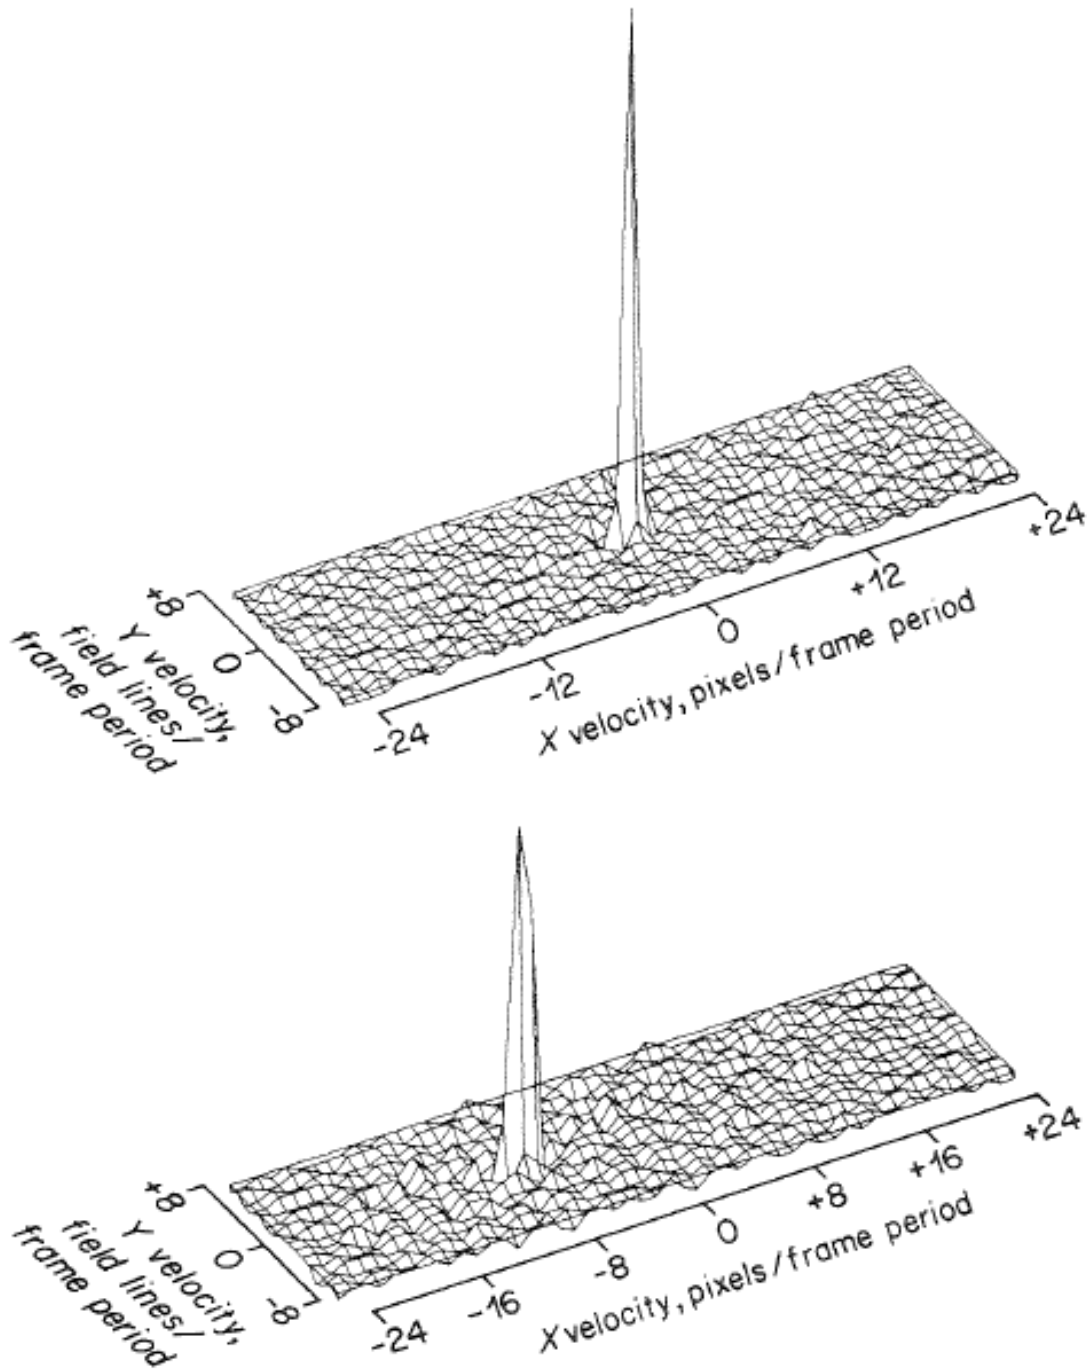 +8
0
-8
Y velocity,
field lines/
frame period
-24
-12
0
+12
+24
X velocity, pixels/frame period
+8
0
-8
Y velocity,
field lines/
frame period
-24
-16
-8
0
+8
+16
+24
X velocity, pixels/frame period